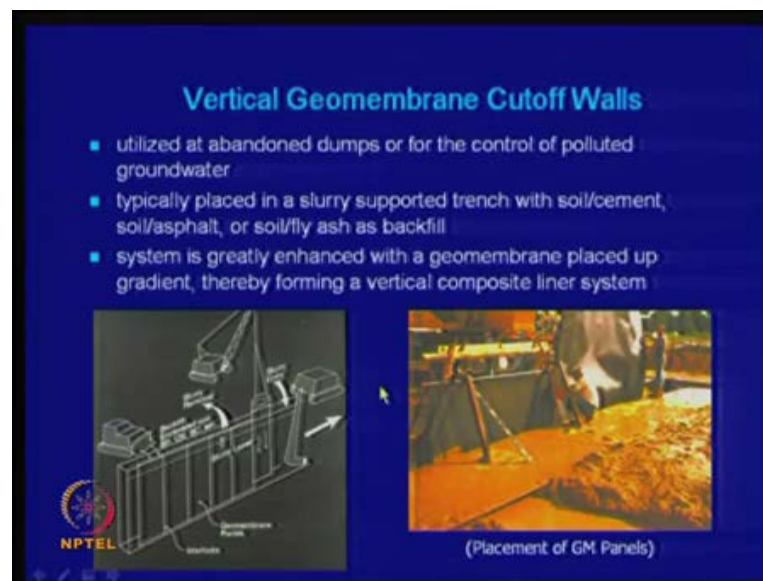 Vertical Geomembrane Cutoff Walls
utilized at abandoned dumps or for the control of polluted
groundwater
typically placed in a slurry supported trench with soil/cement,
soil/asphalt, or soil/fly ash as backfill
system is greatly enhanced with a geomembrane placed up
gradient, thereby forming a vertical composite liner system
Geomembrane
Panels
Interlocks
NPTEL
(Placement of GM Panels)